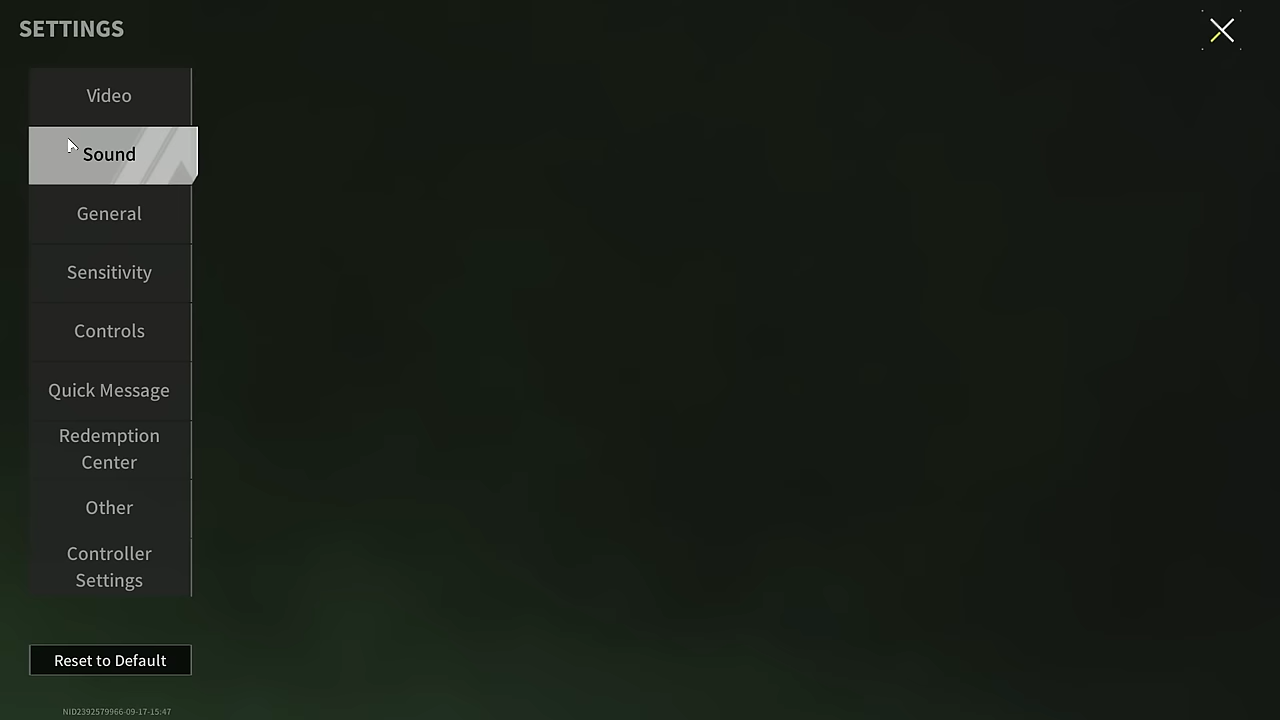 SETTINGS
Video
Sound
General
Sensitivity
Controls
Quick Message
Redemption
Center
Other
Controller
Settings
Reset to Default
NID2392579966-09-17-15:47